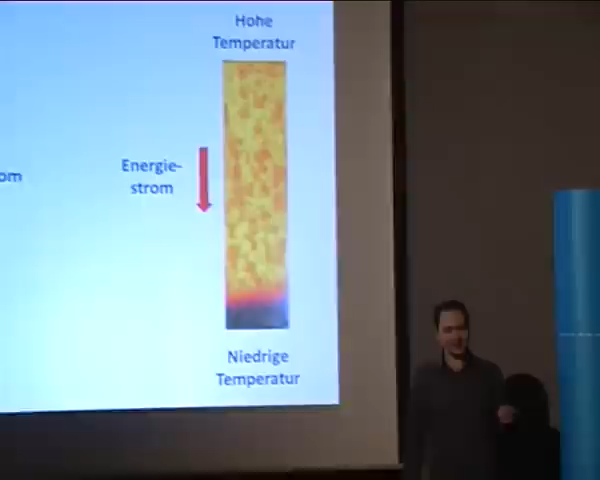 Hohe
Temperatur
Energie-
strom
om
Niedrige
Temperatur